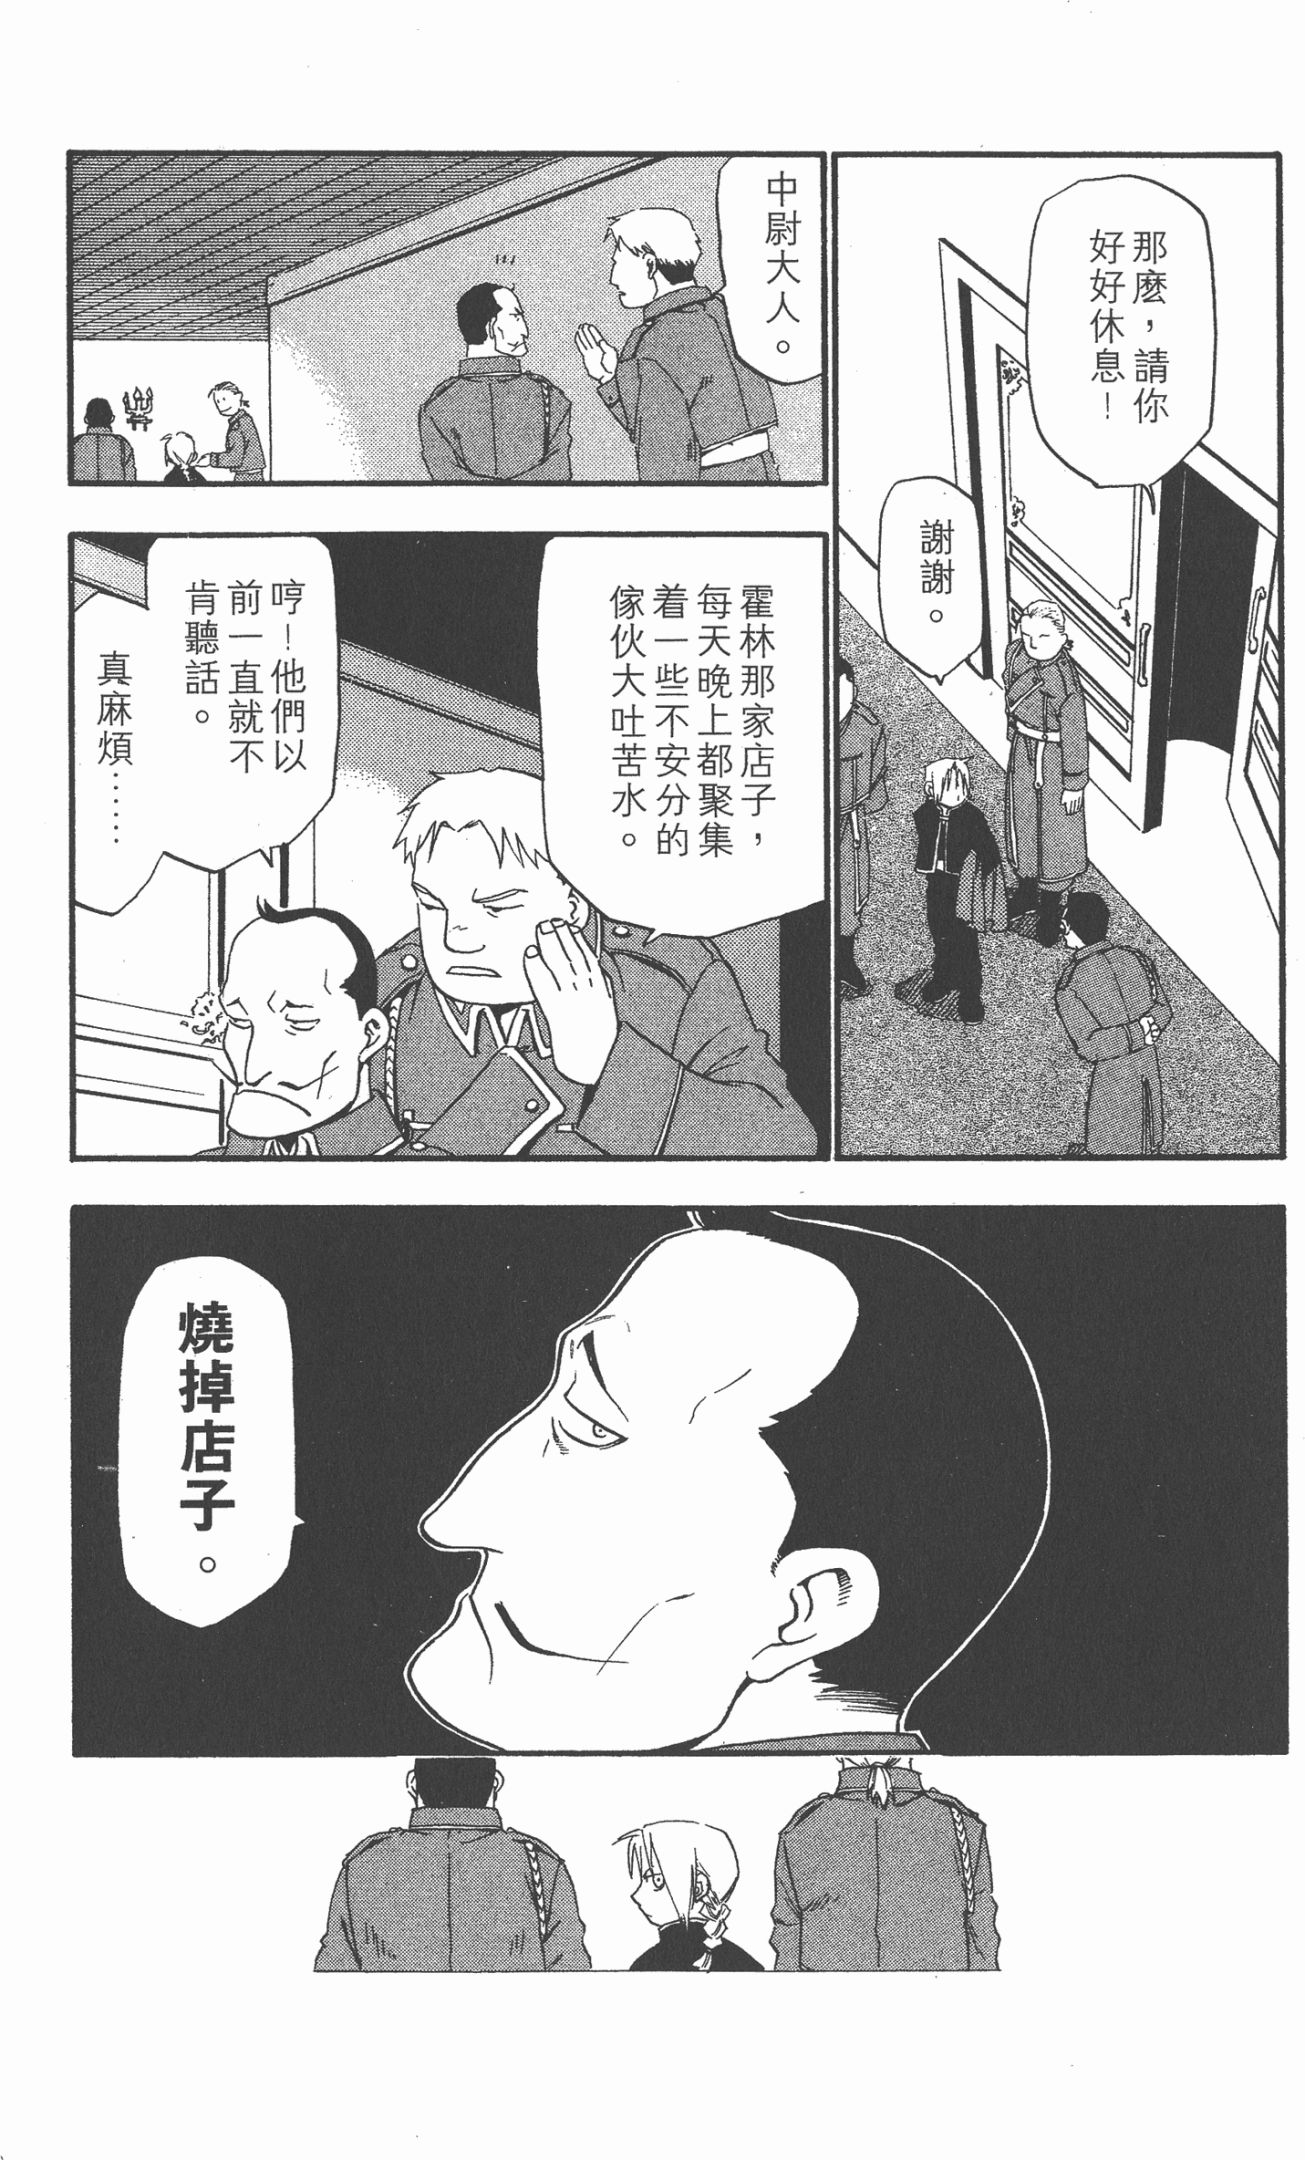 那麼，請你
好好休息！
謝謝。
中尉大人。
霍林那家店子，
每天晚上都聚集
着一些不安分的
傢伙大吐苦水。
哼！他們以
前一直就不
肯聽話。
真麻煩……
燒掉店子。